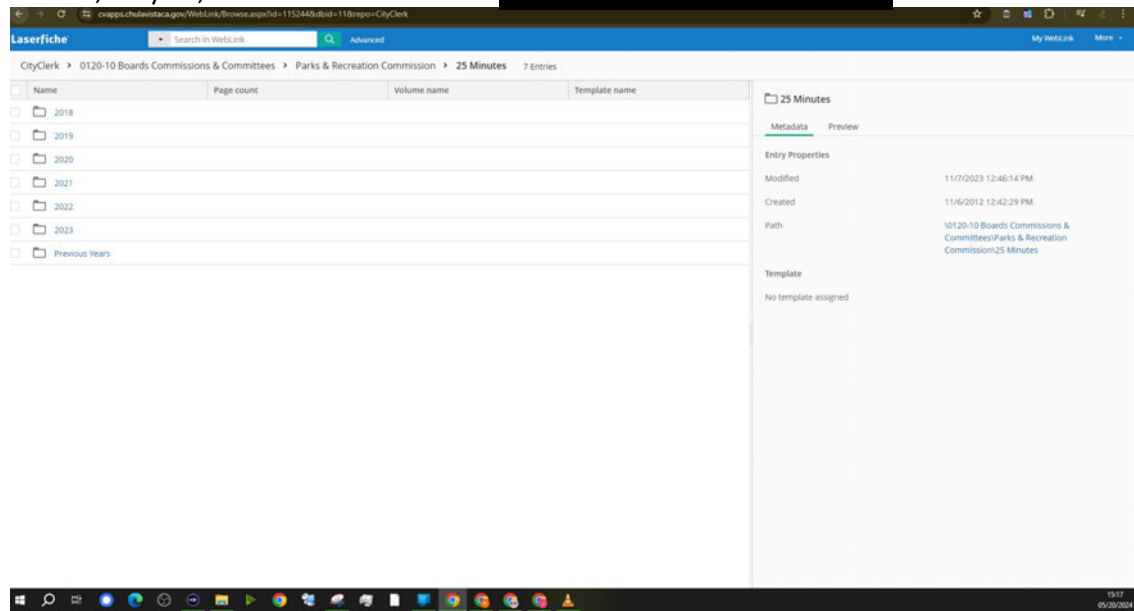 cvapps.chulavistaca.gov/WebLink/Browse.aspx?id=115244&dbid=11&repo=CityClerk
Laserfiche
Search in WebLink
Advanced
My WebLink
More
CityClerk > 0120-10 Boards Commissions & Committees > Parks & Recreation Commission > 25 Minutes 7 Entries
Name Page count Volume name Template name
2018
2019
2020
2021
2022
2023
Previous Years
25 Minutes
Metadata Preview
Entry Properties
Modified 11/7/2023 12:46:14 PM
Created 11/6/2012 12:42:29 PM
Path \0120-10 Boards Commissions &
Committees\Parks & Recreation
Commission\25 Minutes
Template
No template assigned
15:17
05/20/2024